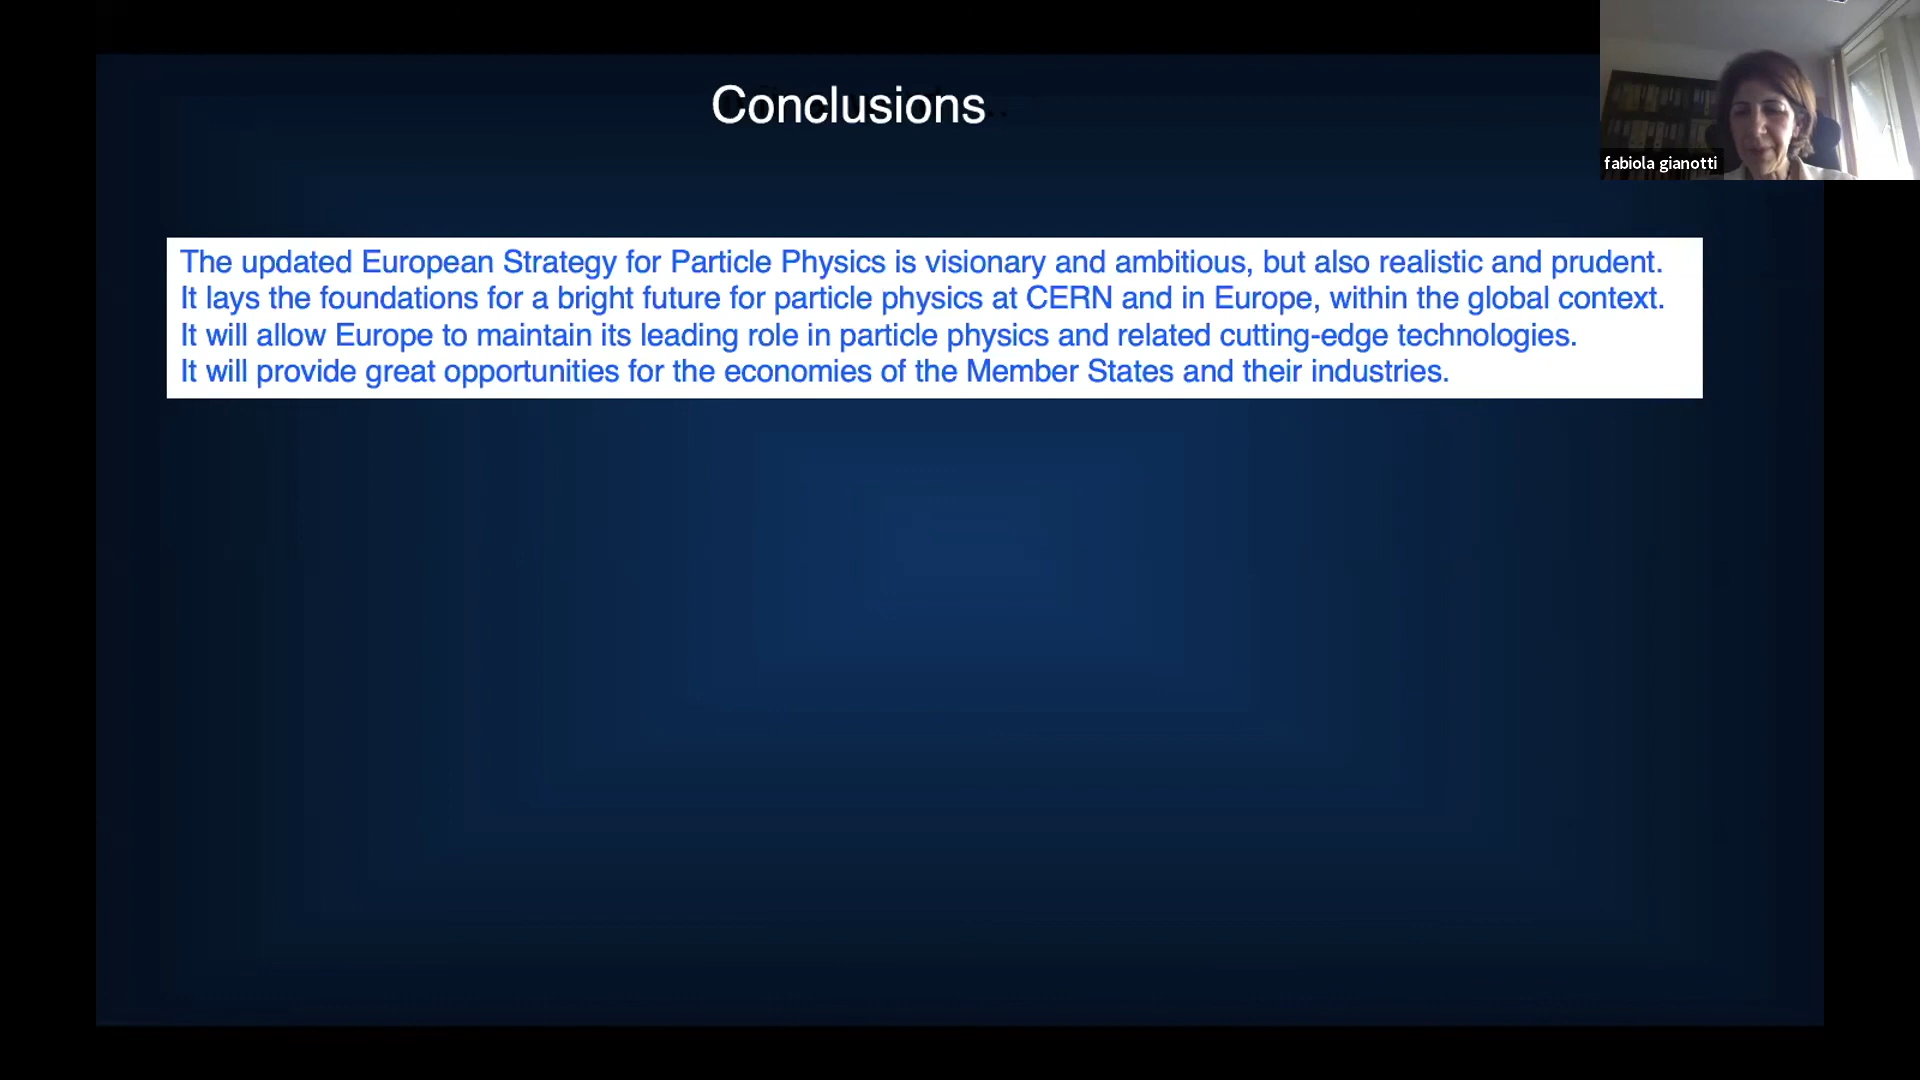 Conclusions
fabiola gianotti
The updated European Strategy for Particle Physics is visionary and ambitious, but also realistic and prudent.
It lays the foundations for a bright future for particle physics at CERN and in Europe, within the global context.
It will allow Europe to maintain its leading role in particle physics and related cutting-edge technologies.
It will provide great opportunities for the economies of the Member States and their industries.